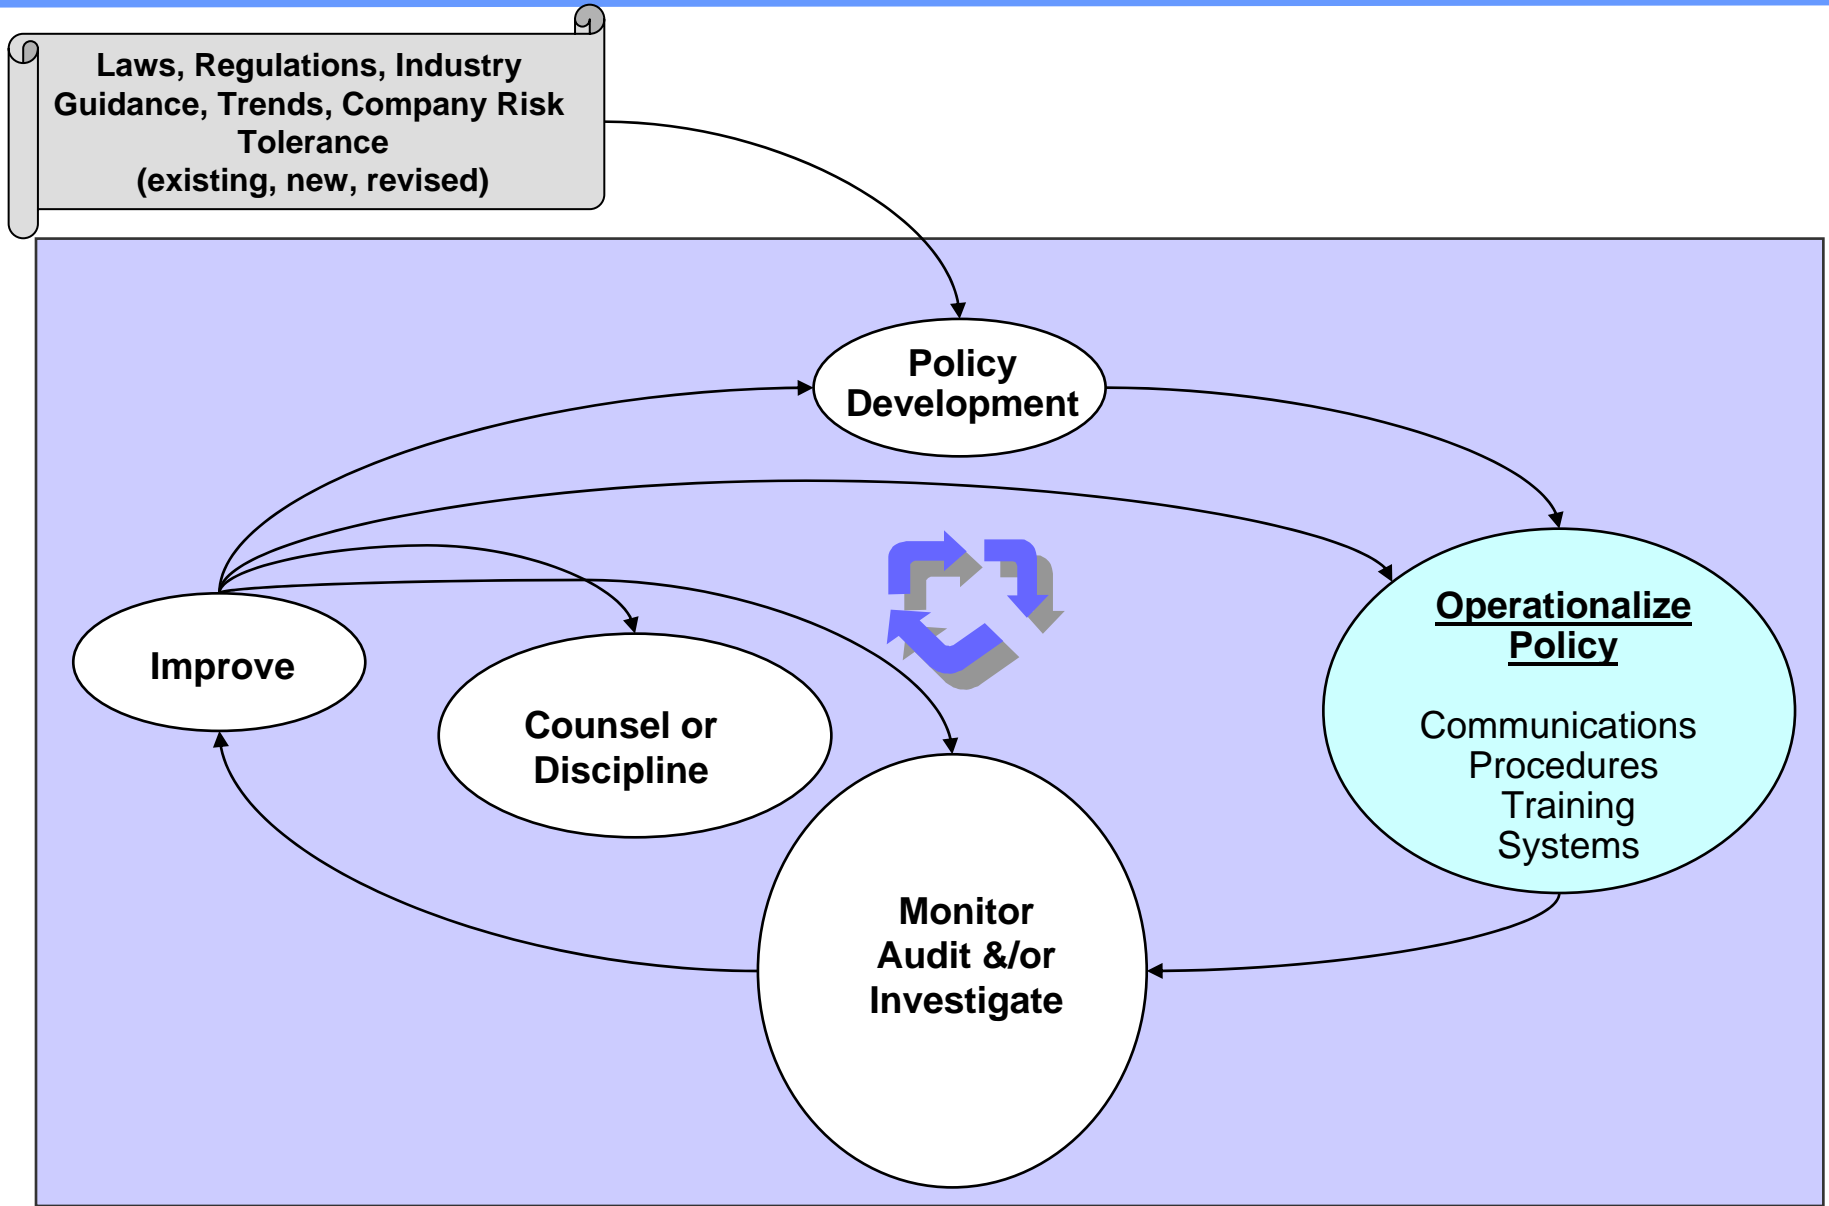 Laws, Regulations, Industry
Guidance, Trends, Company Risk
Tolerance
(existing, new, revised)
Policy
Development
Operationalize
Policy
Communications
Procedures
Training
Systems
Improve
Counsel or
Discipline
Monitor
Audit &/or
Investigate